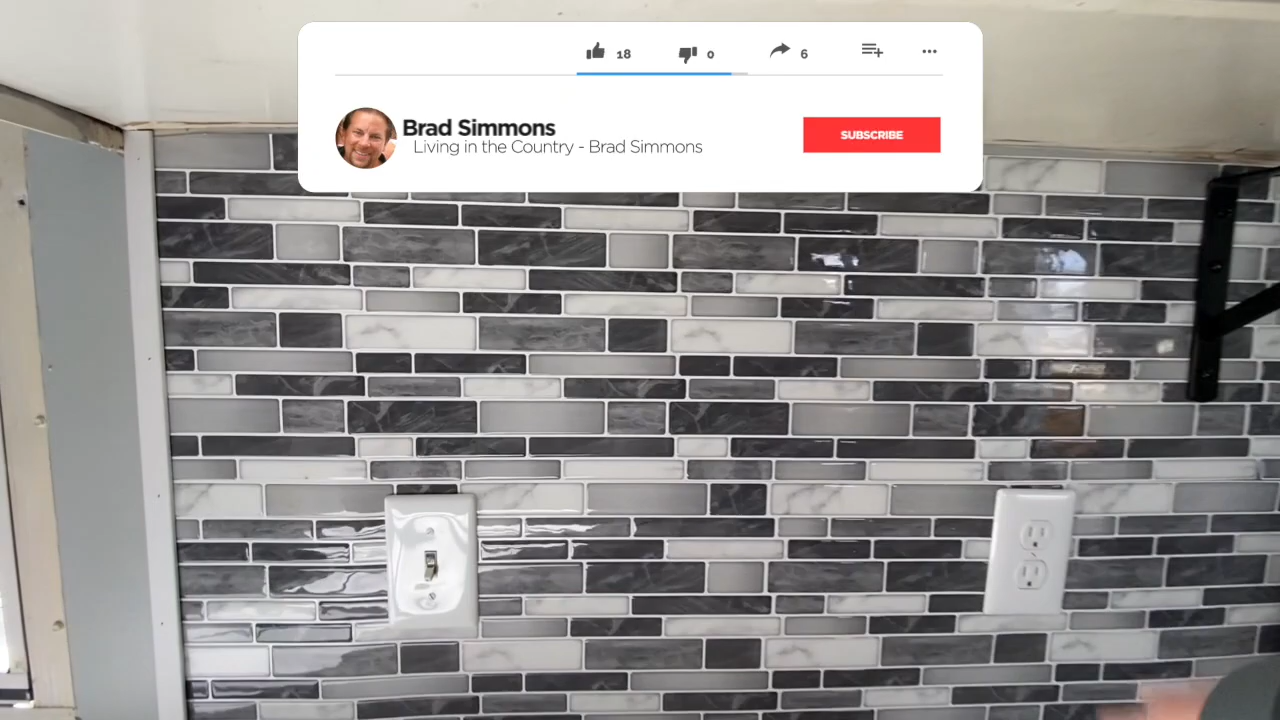 18
0
6
Brad Simmons
Living in the Country - Brad Simmons
SUBSCRIBE